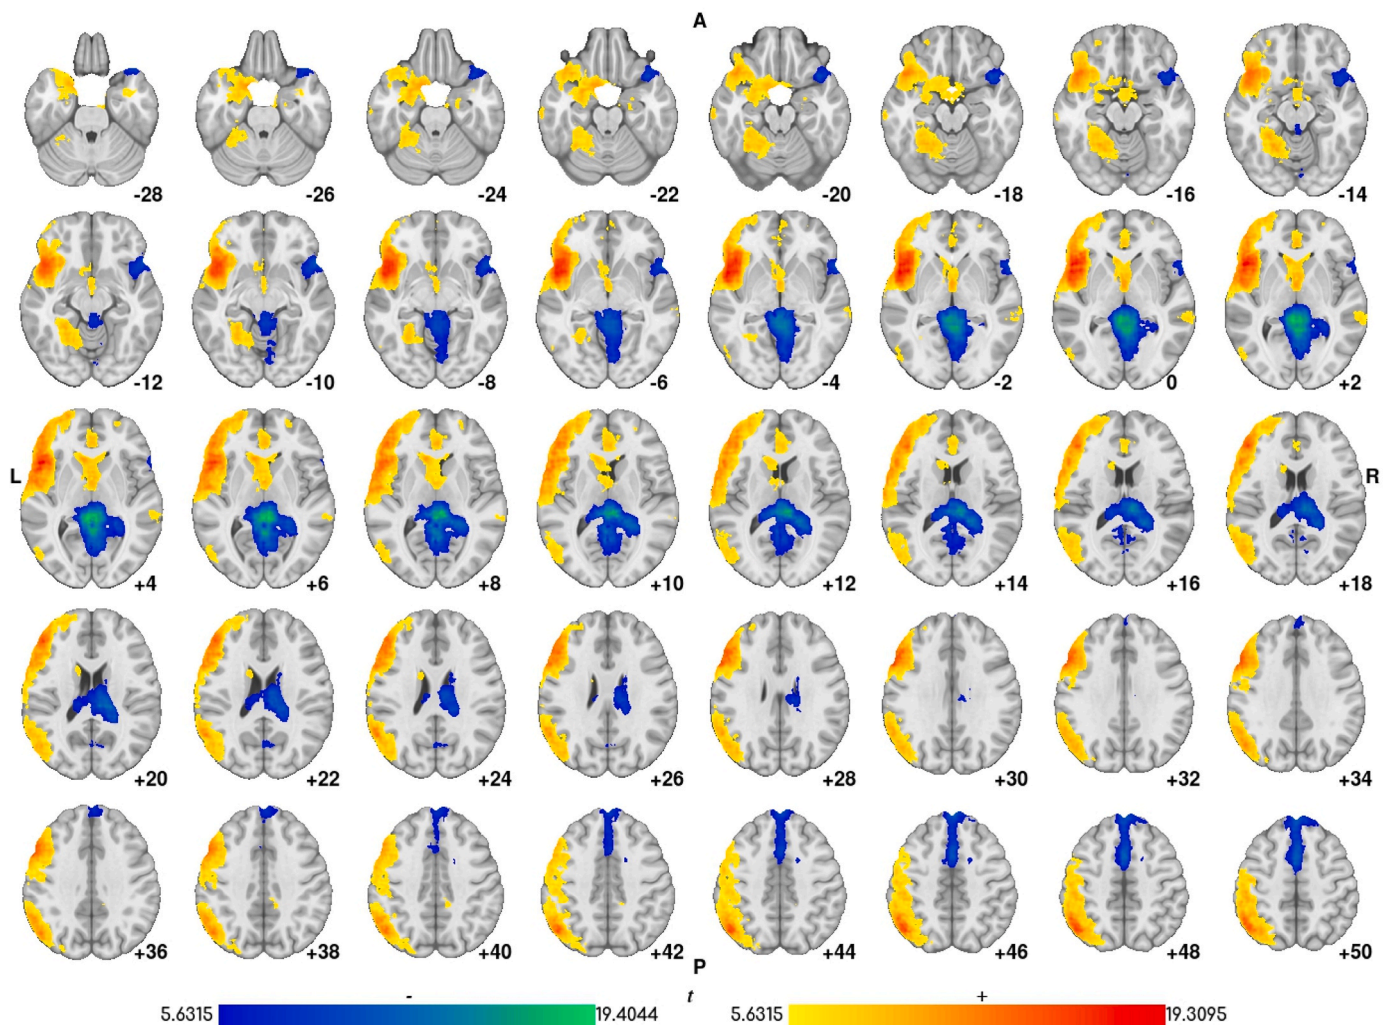 A
-28 -26 -24 -22 -20 -18 -16 -14
-12 -10 -8 -6 -4 -2 0 +2
L R
+4 +6 +8 +10 +12 +14 +16 +18
+20 +22 +24 +26 +28 +30 +32 +34
+36 +38 +40 +42 +44 +46 +48 +50
P
- t +
5.6315 19.4044 5.6315 19.3095